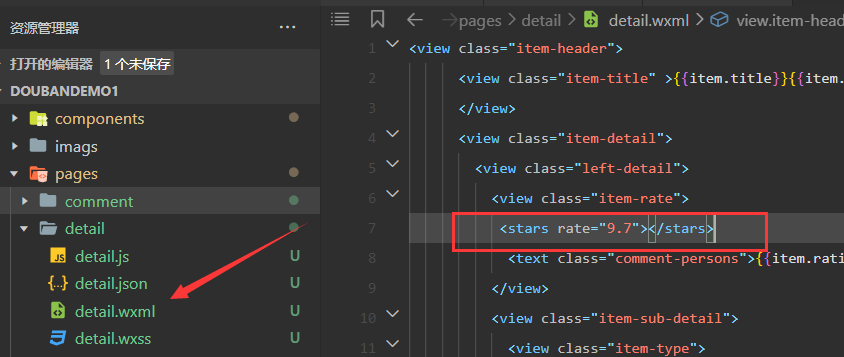 资源管理器 ···
打开的编辑器 1 个未保存
DOUBANDEMO1
components
imags
pages
comment
detail
detail.js U
detail.json U
detail.wxml U
detail.wxss U
pages > detail > detail.wxml > view.item-head
1 <view class="item-header">
2 <view class="item-title" >{{item.title}}{{item.
3 </view>
4 <view class="item-detail">
5 <view class="left-detail">
6 <view class="item-rate">
7 <stars rate="9.7"></stars>
8 <text class="comment-persons">{{item.rati
9 </view>
10 <view class="item-sub-detail">
11 <view class="item-type">